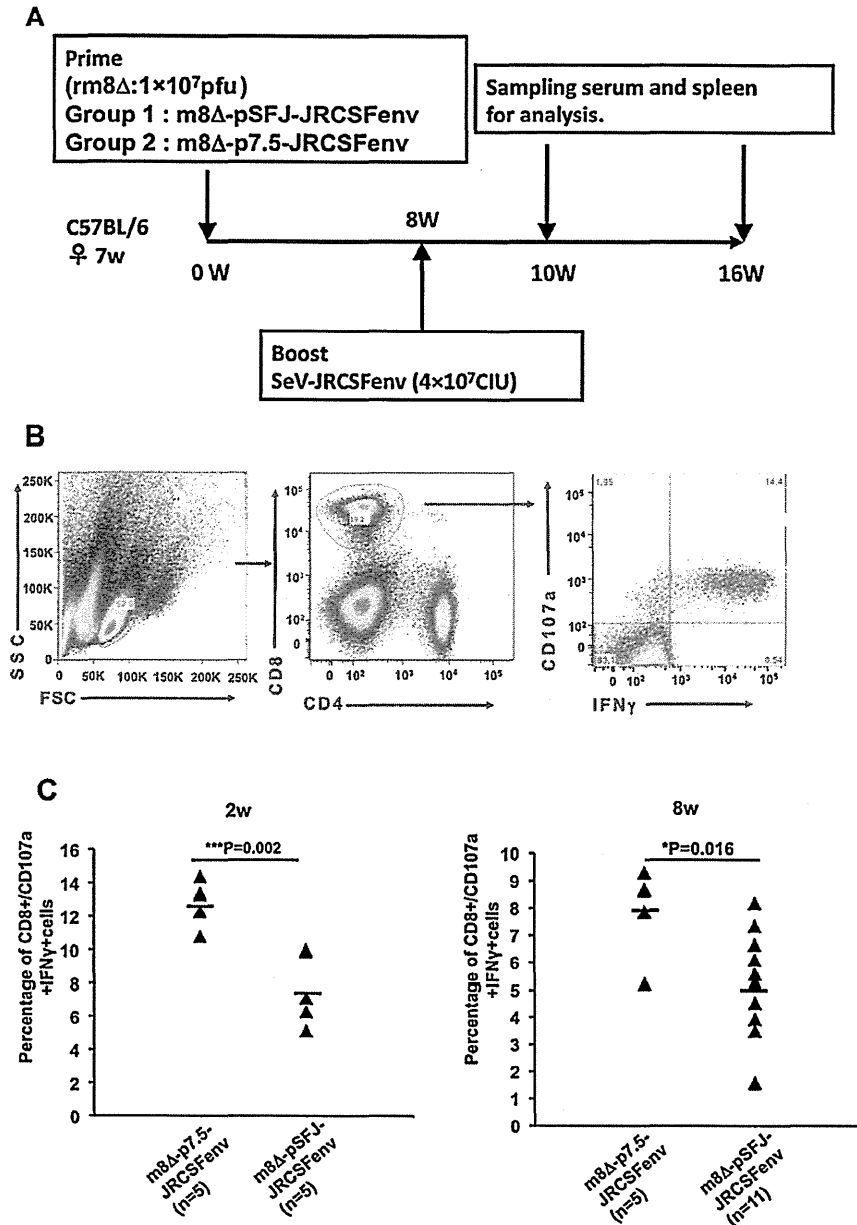 A
Prime
(rm8Δ:1×10⁷pfu)
Group 1 : m8Δ-pSFJ-JRCSFenv
Group 2 : m8Δ-p7.5-JRCSFenv
Sampling serum and spleen
for analysis.
C57BL/6
♀ 7w
8W
0 W
10W
16W
Boost
SeV-JRCSFenv (4×10⁷CIU)
B
SSC
250K
200K
150K
100K
50K
0
50K 100K 150K 200K 250K
FSC
CD8
10⁵
10⁴
10³
10²
0
0 10² 10³ 10⁴ 10⁵
CD4
CD107a
1.95
14.4
10⁵
10⁴
10³
10²
0
0.54
0 10² 10³ 10⁴ 10⁵
IFNγ
C
2w
***P=0.002
Percentage of CD8+/CD107a
+IFNγ+cells
16
14
12
10
8
6
4
2
0
m8Δ-p7.5-
JRCSFenv
(n=5)
m8Δ-pSFJ-
JRCSFenv
(n=5)
8w
*P=0.016
Percentage of CD8+/CD107a
+IFNγ+cells
10
9
8
7
6
5
4
3
2
1
0
m8Δ-p7.5-
JRCSFenv
(n=5)
m8Δ-pSFJ-
JRCSFenv
(n=11)